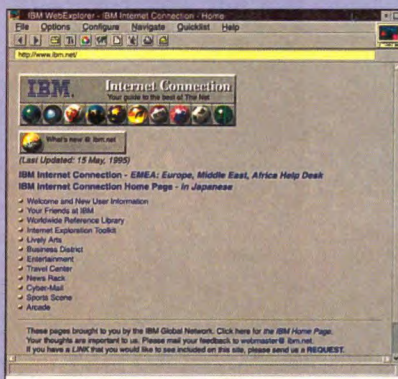 IBM WebExplorer - IBM Internet Connection - Home
File Options Configure Navigate Quicklist Help
http://www.ibm.net/
IBM. Internet Connection
Your guide to the best of The Net
What's new @ ibm.net
(Last Updated: 15 May, 1995)
IBM Internet Connection - EMEA: Europe, Middle East, Africa Help Desk
IBM Internet Connection Home Page - in Japanese
Welcome and New User Information
Your Friends at IBM
Worldwide Reference Library
Internet Exploration Toolkit
Lively Arts
Business District
Entertainment
Travel Center
News Rack
Cyber-Mail
Sports Scene
Arcade
These pages brought to you by the IBM Global Network. Click here for the IBM Home Page.
Your thoughts are important to us. Please mail your feedback to webmaster@ ibm.net.
If you have a LINK that you would like to see included on this site, please send us a REQUEST.